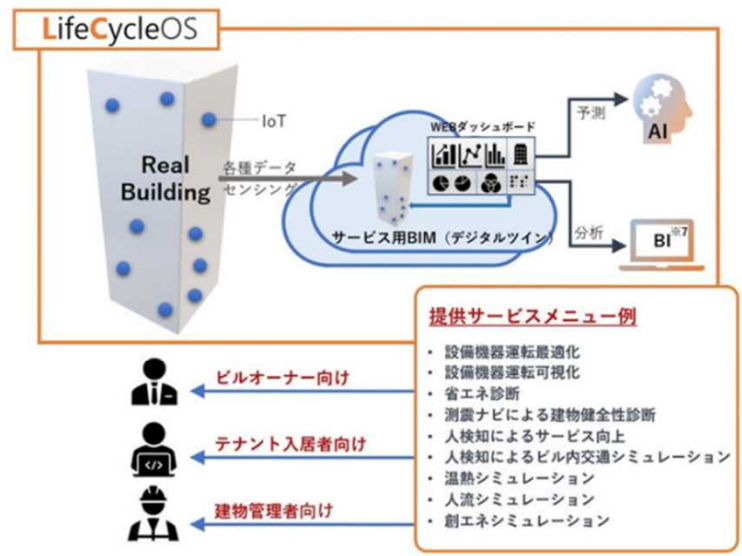 LifeCycleOS
IoT
Real
Building
各種データ
センシング
WEBダッシュボード
サービス用BIM（デジタルツイン）
予測
AI
分析
BI※7
提供サービスメニュー例
・ 設備機器運転最適化
・ 設備機器運転可視化
・ 省エネ診断
・ 測震ナビによる建物健全性診断
・ 人検知によるサービス向上
・ 人検知によるビル内交通シミュレーション
・ 温熱シミュレーション
・ 人流シミュレーション
・ 創エネシミュレーション
ビルオーナー向け
テナント入居者向け
</>
建物管理者向け